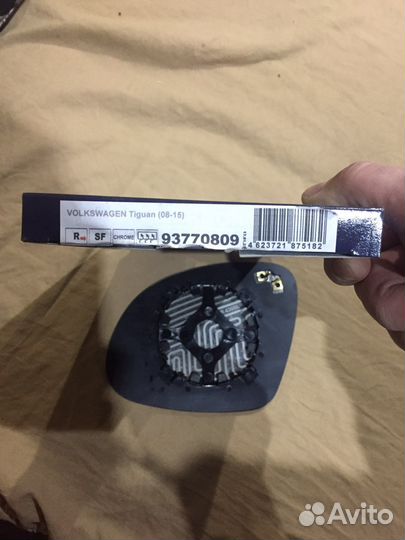 VOLKSWAGEN Tiguan (08-15)
R SF CHROME 93770809
4 623721 875182
Avito